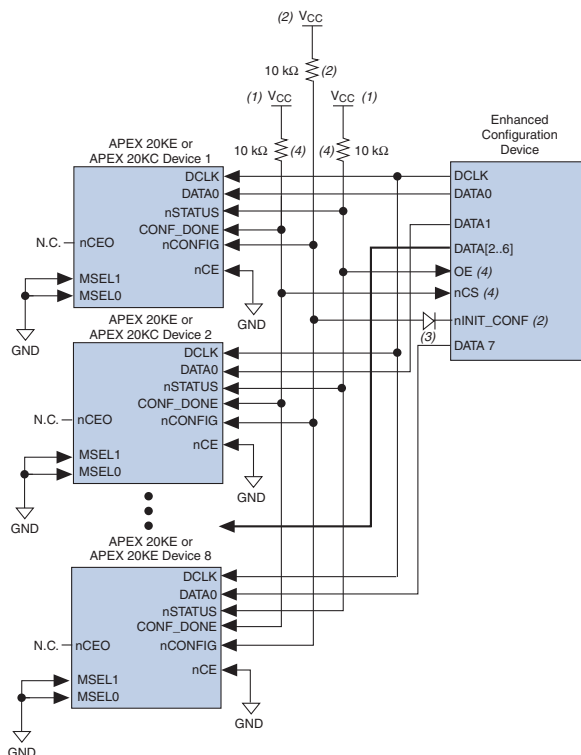 (2) VCC
10 kΩ (2)
(1) VCC
VCC (1)
10 kΩ (4)
(4) 10 kΩ
Enhanced
Configuration
Device
DCLK
DATA0
DATA1
DATA[2..6]
OE (4)
nCS (4)
nINIT_CONF (2)
(3)
DATA 7
APEX 20KE or
APEX 20KC Device 1
DCLK
DATA0
nSTATUS
CONF_DONE
N.C. nCEO
nCONFIG
nCE
MSEL1
MSEL0
GND
GND
APEX 20KE or
APEX 20KC Device 2
DCLK
DATA0
nSTATUS
CONF_DONE
N.C. nCEO
nCONFIG
nCE
MSEL1
MSEL0
GND
GND
APEX 20KE or
APEX 20KE Device 8
DCLK
DATA0
nSTATUS
CONF_DONE
N.C. nCEO
nCONFIG
nCE
MSEL1
MSEL0
GND
GND